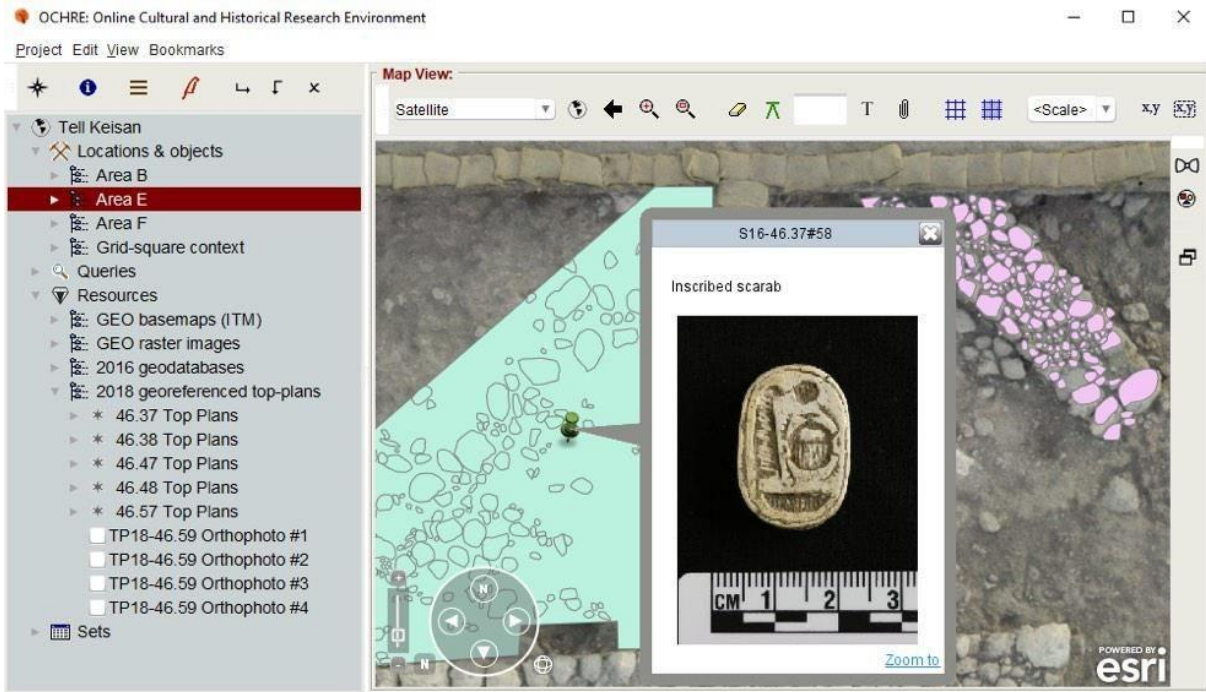 OCHRE: Online Cultural and Historical Research Environment
Project Edit View Bookmarks
Map View:
Satellite
T
<Scale>
x,y
x,y
Tell Keisan
Locations & objects
Area B
Area E
Area F
Grid-square context
Queries
Resources
GEO basemaps (ITM)
GEO raster images
2016 geodatabases
2018 georeferenced top-plans
46.37 Top Plans
46.38 Top Plans
46.47 Top Plans
46.48 Top Plans
46.57 Top Plans
TP18-46.59 Orthophoto #1
TP18-46.59 Orthophoto #2
TP18-46.59 Orthophoto #3
TP18-46.59 Orthophoto #4
Sets
S16-46.37#58
Inscribed scarab
CM 1 2 3
Zoom to
N
N
POWERED BY
esri